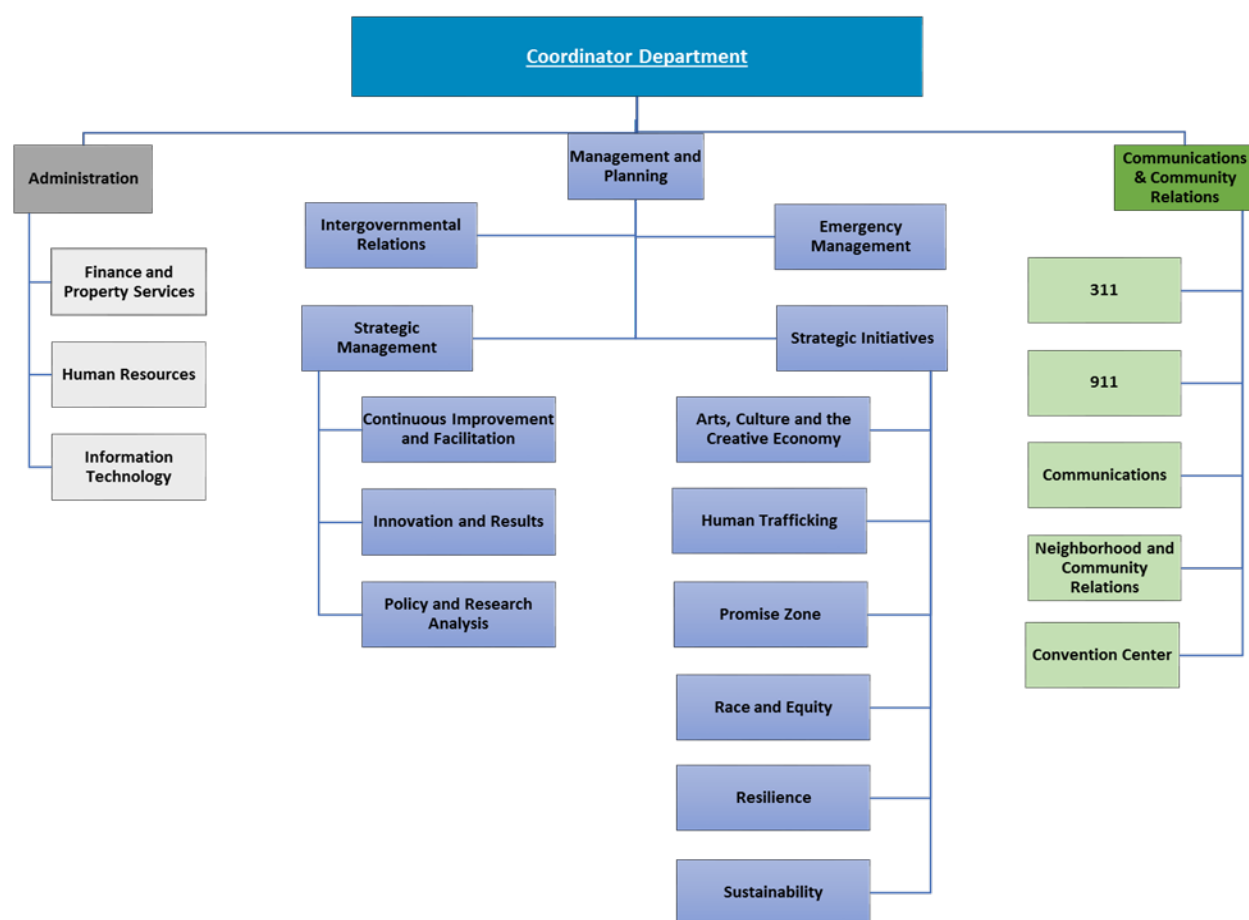 Coordinator Department
Administration
Management and
Planning
Communications
& Community
Relations
Intergovernmental
Relations
Emergency
Management
Finance and
Property Services
Human Resources
Information
Technology
Strategic
Management
Strategic Initiatives
Continuous Improvement
and Facilitation
Innovation and Results
Policy and Research
Analysis
Arts, Culture and the
Creative Economy
Human Trafficking
Promise Zone
Race and Equity
Resilience
Sustainability
311
911
Communications
Neighborhood and
Community
Relations
Convention Center